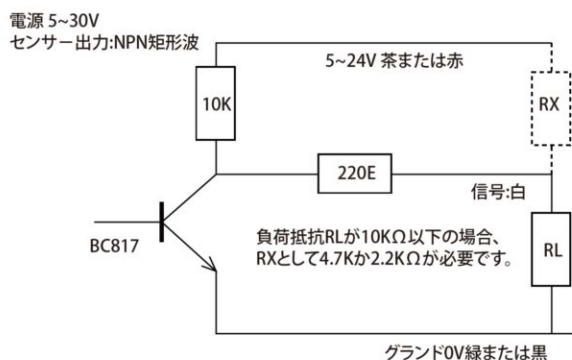 電源 5~30V
センサー出力:NPN矩形波
5~24V 茶または赤
10K
RX
220E
信号:白
BC817
負荷抵抗RLが10KΩ以下の場合、
RXとして4.7Kか2.2KΩが必要です。
RL
グランド0V緑または黒